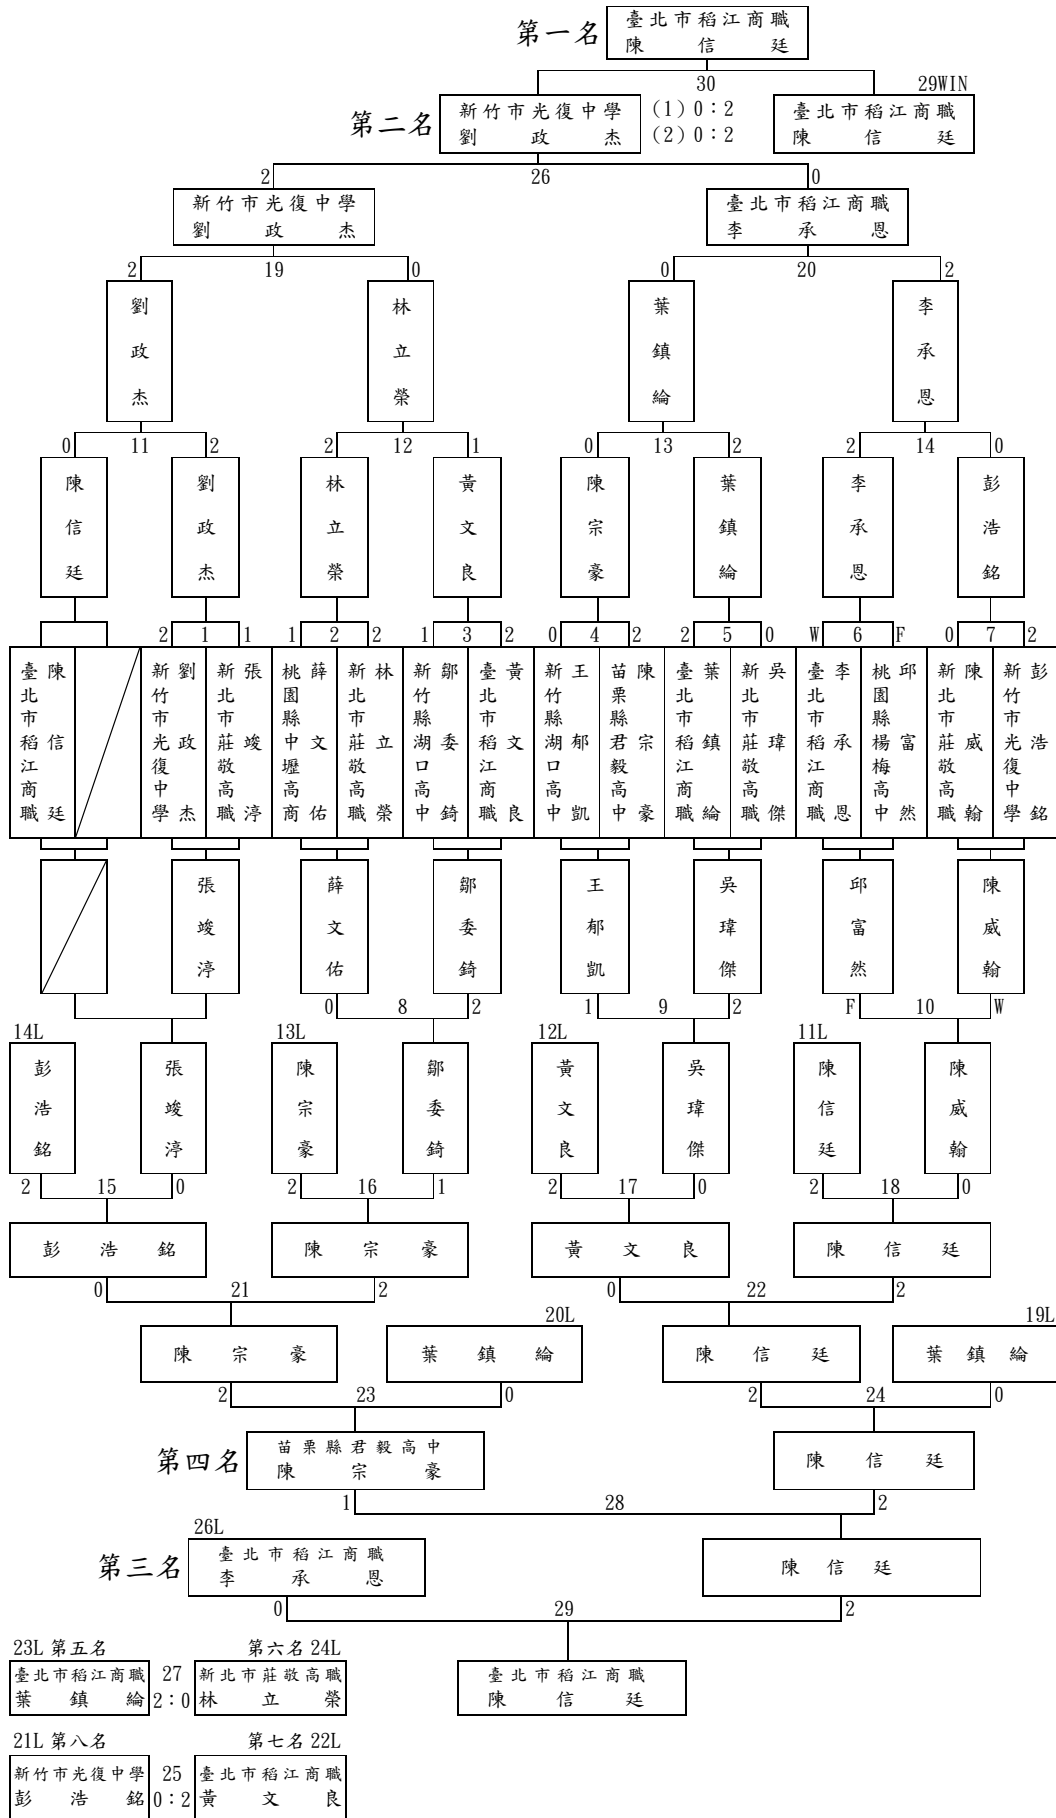 第一名
臺北市稻江商職
陳信廷
30
29WIN
第二名
新竹市光復中學
劉政杰
(1)0:2
(2)0:2
臺北市稻江商職
陳信廷
2
26
0
新竹市光復中學
劉政杰
臺北市稻江商職
李承恩
2
19
0
0
20
2
劉政杰
林立榮
葉鎮綸
李承恩
0
11
2
2
12
1
0
13
2
2
14
0
陳信廷
劉政杰
林立榮
黃文良
陳宗豪
葉鎮綸
李承恩
彭浩銘
2
1
1
1
2
2
1
3
2
0
4
2
2
5
0
W
6
F
0
7
2
臺北市稻江商職
陳信廷
新竹市光復中學
劉政杰
新北市莊敬高職
張竣渟
桃園縣中壢高商
薛文佑
新北市莊敬高職
林立榮
新竹縣湖口高中
鄒委錡
臺北市稻江商職
黃文良
新竹縣湖口高中
王郁凱
苗栗縣君毅高中
陳宗豪
臺北市稻江商職
葉鎮綸
新北市莊敬高職
吳瑋傑
臺北市稻江商職
李承恩
桃園縣楊梅高中
邱富然
新北市莊敬高職
陳威翰
新竹市光復中學
彭浩銘
張竣渟
薛文佑
鄒委錡
王郁凱
吳瑋傑
邱富然
陳威翰
0
8
2
1
9
2
F
10
W
14L
13L
12L
11L
彭浩銘
張竣渟
陳宗豪
鄒委錡
黃文良
吳瑋傑
陳信廷
陳威翰
2
15
0
2
16
1
2
17
0
2
18
0
彭浩銘
陳宗豪
黃文良
陳信廷
0
21
2
0
22
2
20L
19L
陳宗豪
葉鎮綸
陳信廷
葉鎮綸
2
23
0
2
24
0
第四名
苗栗縣君毅高中
陳宗豪
陳信廷
1
28
2
26L
第三名
臺北市稻江商職
李承恩
陳信廷
0
29
2
23L 第五名
第六名 24L
臺北市稻江商職
葉鎮綸
27
2:0
新北市莊敬高職
林立榮
臺北市稻江商職
陳信廷
21L 第八名
第七名 22L
新竹市光復中學
彭浩銘
25
0:2
臺北市稻江商職
黃文良